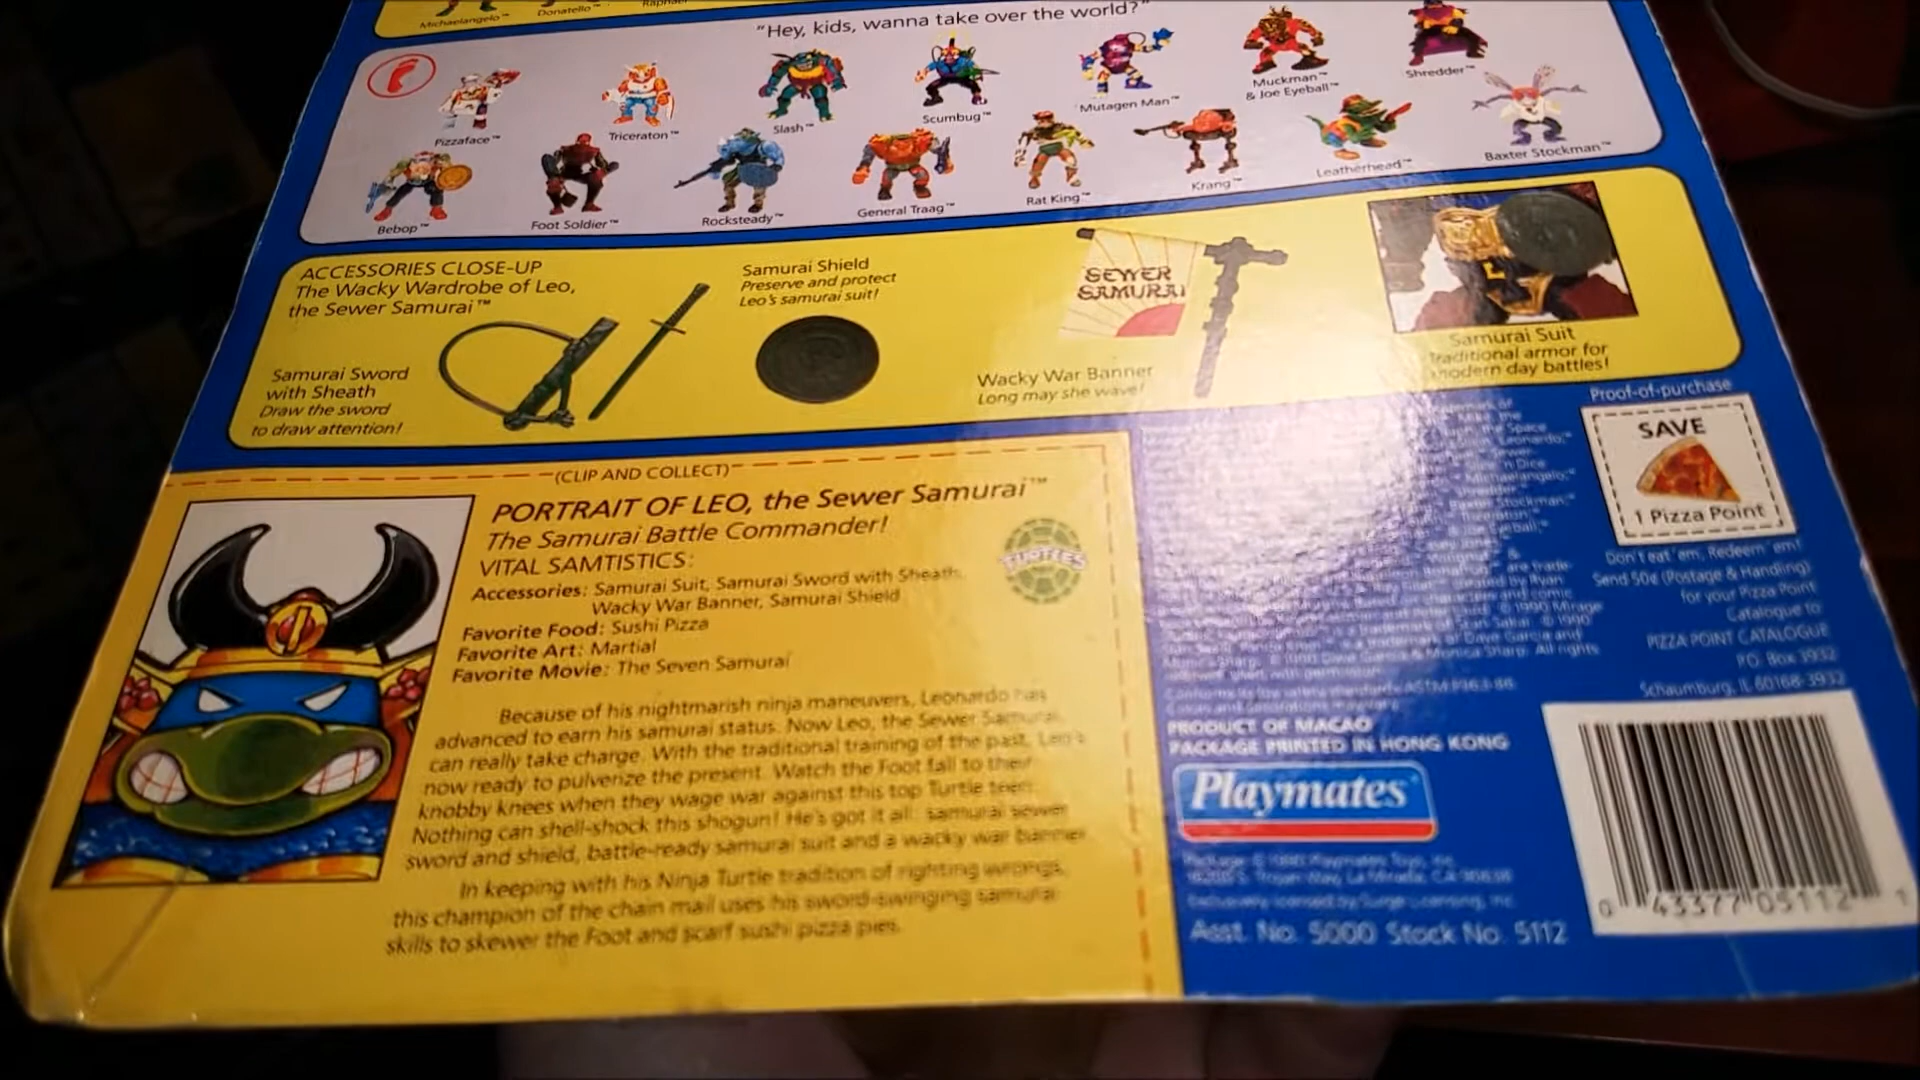 Michaelangelo™
Donatello™
Raphael
"Hey, kids, wanna take over the world?"
Pizzaface™
Triceraton™
Slash™
Scumbug™
Mutagen Man™
Muckman™
& Joe Eyeball™
Shredder™
Bebop™
Foot Soldier™
Rocksteady™
General Traag™
Rat King™
Krang™
Leatherhead™
Baxter Stockman™
ACCESSORIES CLOSE-UP
The Wacky Wardrobe of Leo,
the Sewer Samurai™
Samurai Sword
with Sheath
Draw the sword
to draw attention!
Samurai Shield
Preserve and protect
Leo's samurai suit!
SEWER
SAMURAI
Wacky War Banner
Long may she wave!
Samurai Suit
Traditional armor for
modern day battles!
(CLIP AND COLLECT)
PORTRAIT OF LEO, the Sewer Samurai™
The Samurai Battle Commander!
VITAL SAMTISTICS:
Accessories: Samurai Suit, Samurai Sword with Sheath,
Wacky War Banner, Samurai Shield
Favorite Food: Sushi Pizza
Favorite Art: Martial
Favorite Movie: The Seven Samurai
TURTLES
Because of his nightmarish ninja maneuvers, Leonardo has
advanced to earn his samurai status. Now Leo, the Sewer Samurai,
can really take charge. With the traditional training of the past, Leo's
now ready to pulverize the present. Watch the Foot fall to their
knobby knees when they wage war against this top Turtle teen.
Nothing can shell-shock this shogun! He's got it all: samurai sewer
sword and shield, battle-ready samurai suit and a wacky war banner
In keeping with his Ninja Turtle tradition of righting wrongs,
this champion of the chain mail uses his sword-swinging samurai
skills to skewer the Foot and scarf sushi pizza pies.
Proof-of-purchase
SAVE
1 Pizza Point
Don't eat 'em, Redeem 'em!
Send 50¢ (Postage & Handling)
for your Pizza Point
Catalogue to:
PIZZA POINT CATALOGUE
P.O. Box 3932
Schaumburg, IL 60168-3932
PRODUCT OF MACAO
PACKAGE PRINTED IN HONG KONG
Playmates
Exclusively licensed by Surge Licensing, Inc.
Asst. No. 5000 Stock No. 5112
0 43377 05112 1